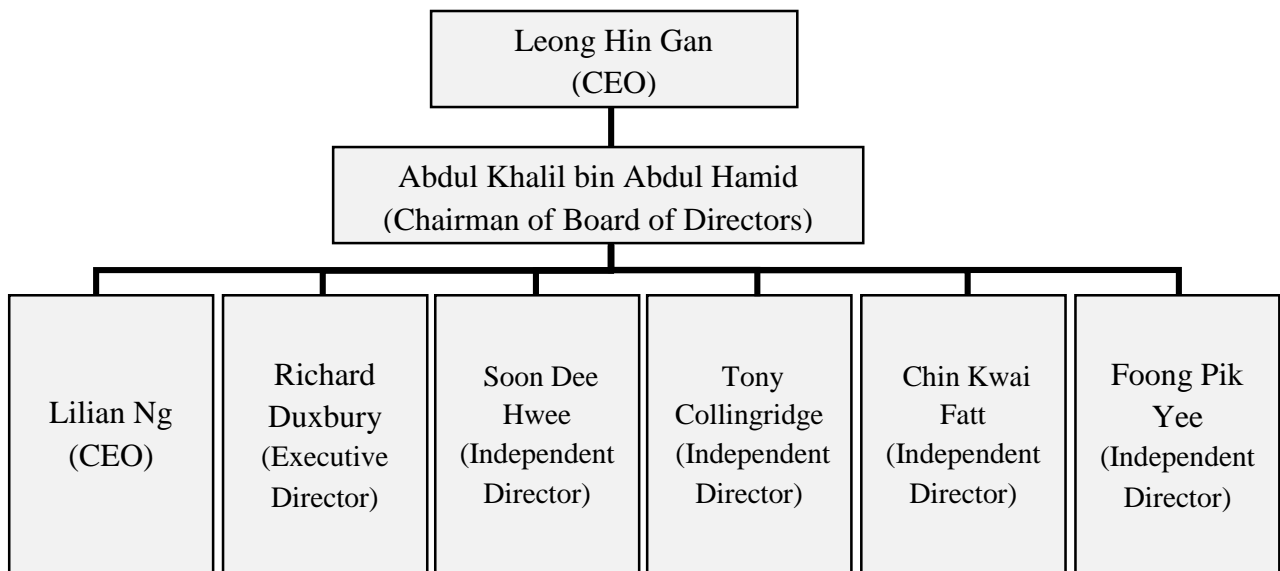 Leong Hin Gan
(CEO)
Abdul Khalil bin Abdul Hamid
(Chairman of Board of Directors)
Lilian Ng
(CEO)
Richard
Duxbury
(Executive
Director)
Soon Dee
Hwee
(Independent
Director)
Tony
Collingridge
(Independent
Director)
Chin Kwai
Fatt
(Independent
Director)
Foong Pik
Yee
(Independent
Director)